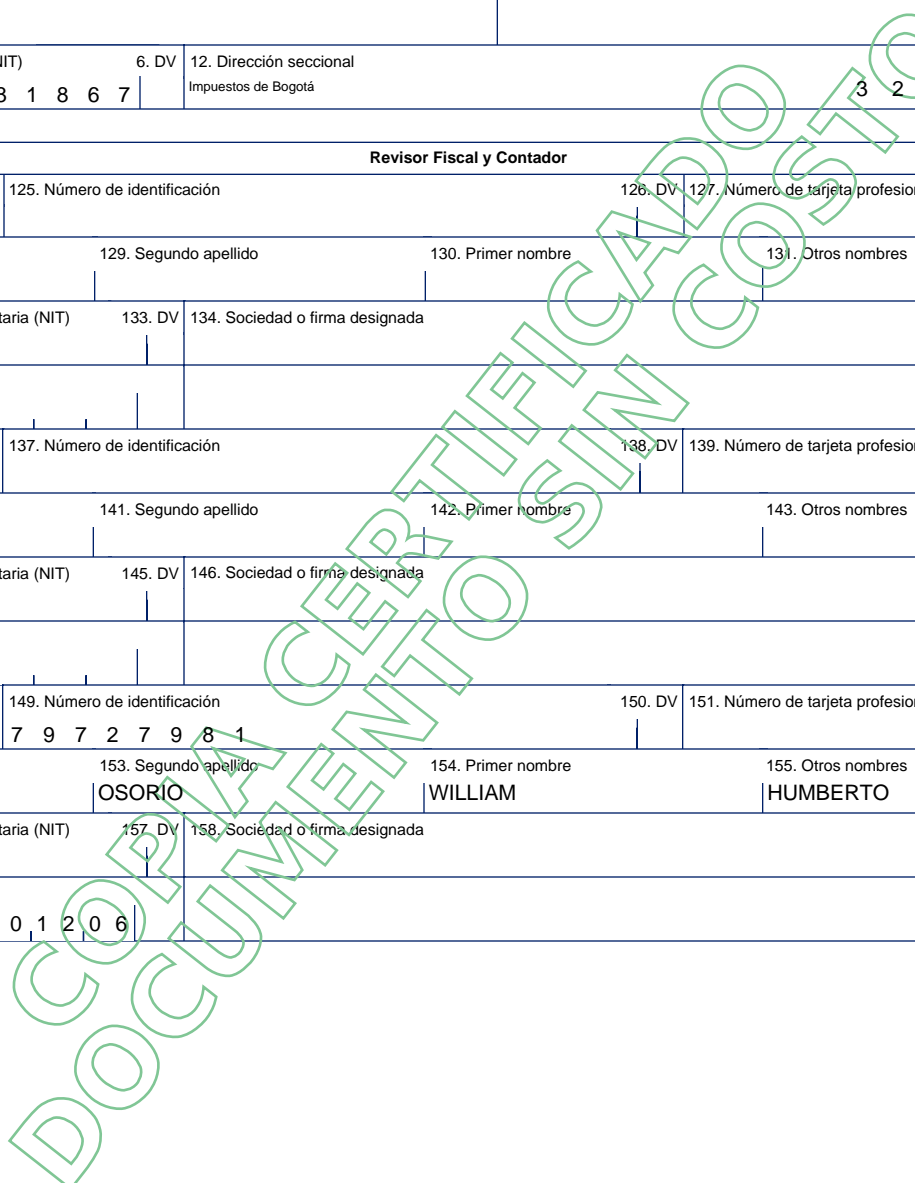 NIT) 6. DV 12. Dirección seccional
3 1 8 6 7 Impuestos de Bogotá 3 2
Revisor Fiscal y Contador
125. Número de identificación 126. DV 127. Número de tarjeta profesion
129. Segundo apellido 130. Primer nombre 131. Otros nombres
taria (NIT) 133. DV 134. Sociedad o firma designada
137. Número de identificación 138. DV 139. Número de tarjeta profesion
141. Segundo apellido 142. Primer nombre 143. Otros nombres
taria (NIT) 145. DV 146. Sociedad o firma designada
149. Número de identificación 150. DV 151. Número de tarjeta profesion
7 9 7 2 7 9 8 1
153. Segundo apellido 154. Primer nombre 155. Otros nombres
OSORIO WILLIAM HUMBERTO
taria (NIT) 157. DV 158. Sociedad o firma designada
0 1 2 0 6
COPIA CERTIFICADO
DOCUMENTO SIN COSTO